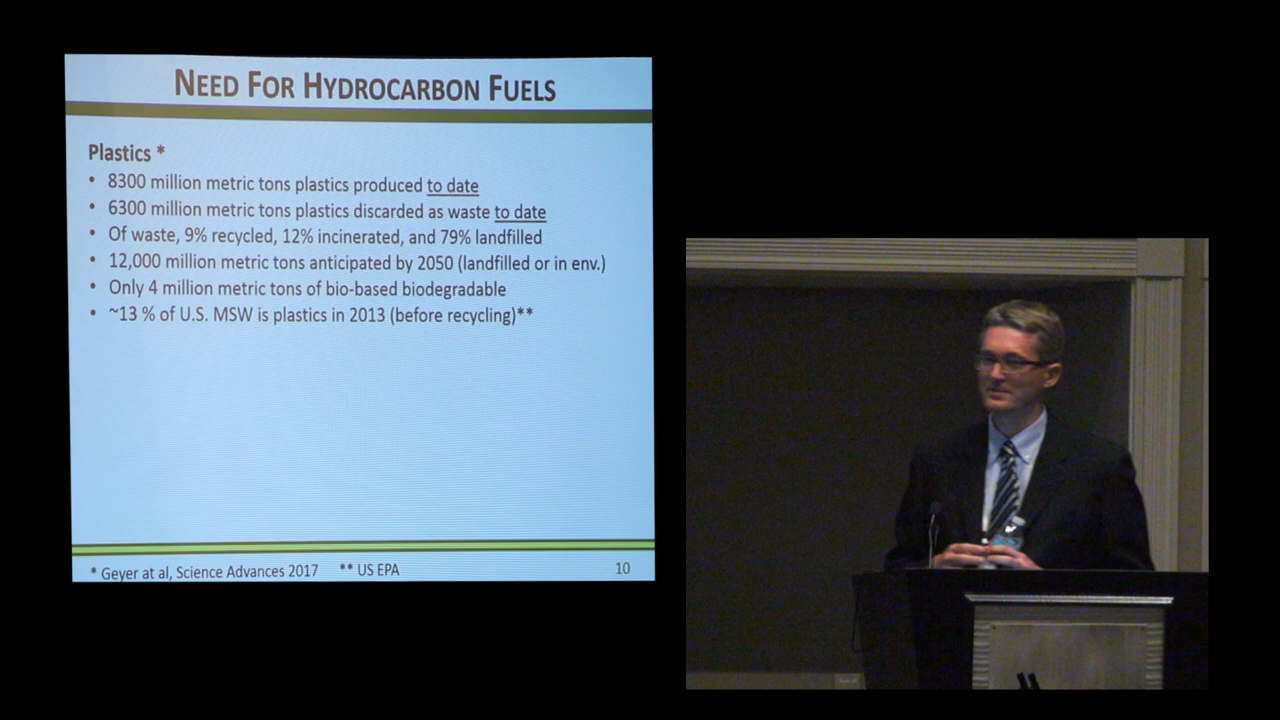 NEED FOR HYDROCARBON FUELS
Plastics *
• 8300 million metric tons plastics produced to date
• 6300 million metric tons plastics discarded as waste to date
• Of waste, 9% recycled, 12% incinerated, and 79% landfilled
• 12,000 million metric tons anticipated by 2050 (landfilled or in env.)
• Only 4 million metric tons of bio-based biodegradable
• ~13 % of U.S. MSW is plastics in 2013 (before recycling)**
* Geyer at al, Science Advances 2017 ** US EPA 10